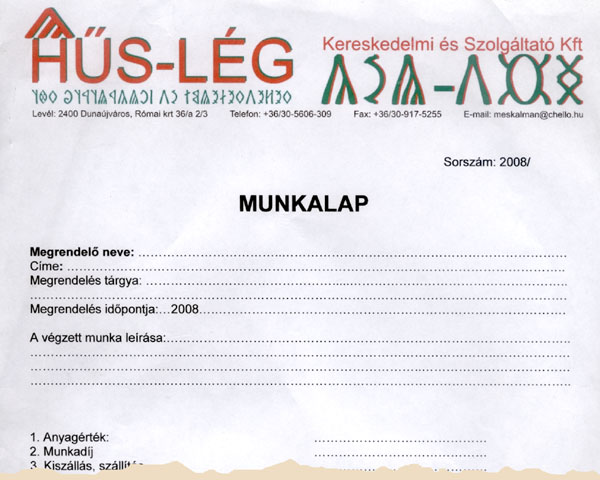 HŰS-LÉG
Kereskedelmi és Szolgáltató Kft
Levél: 2400 Dunaújváros, Római krt 36/a 2/3 Telefon: +36/30-5606-309 Fax: +36/30-917-5255 E-mail: meskalman@chello.hu
Sorszám: 2008/
MUNKALAP
Megrendelő neve:
Címe:
Megrendelés tárgya:
Megrendelés időpontja:...2008
A végzett munka leírása:
1. Anyagérték:
2. Munkadíj
3. Kiszállás, szállítás